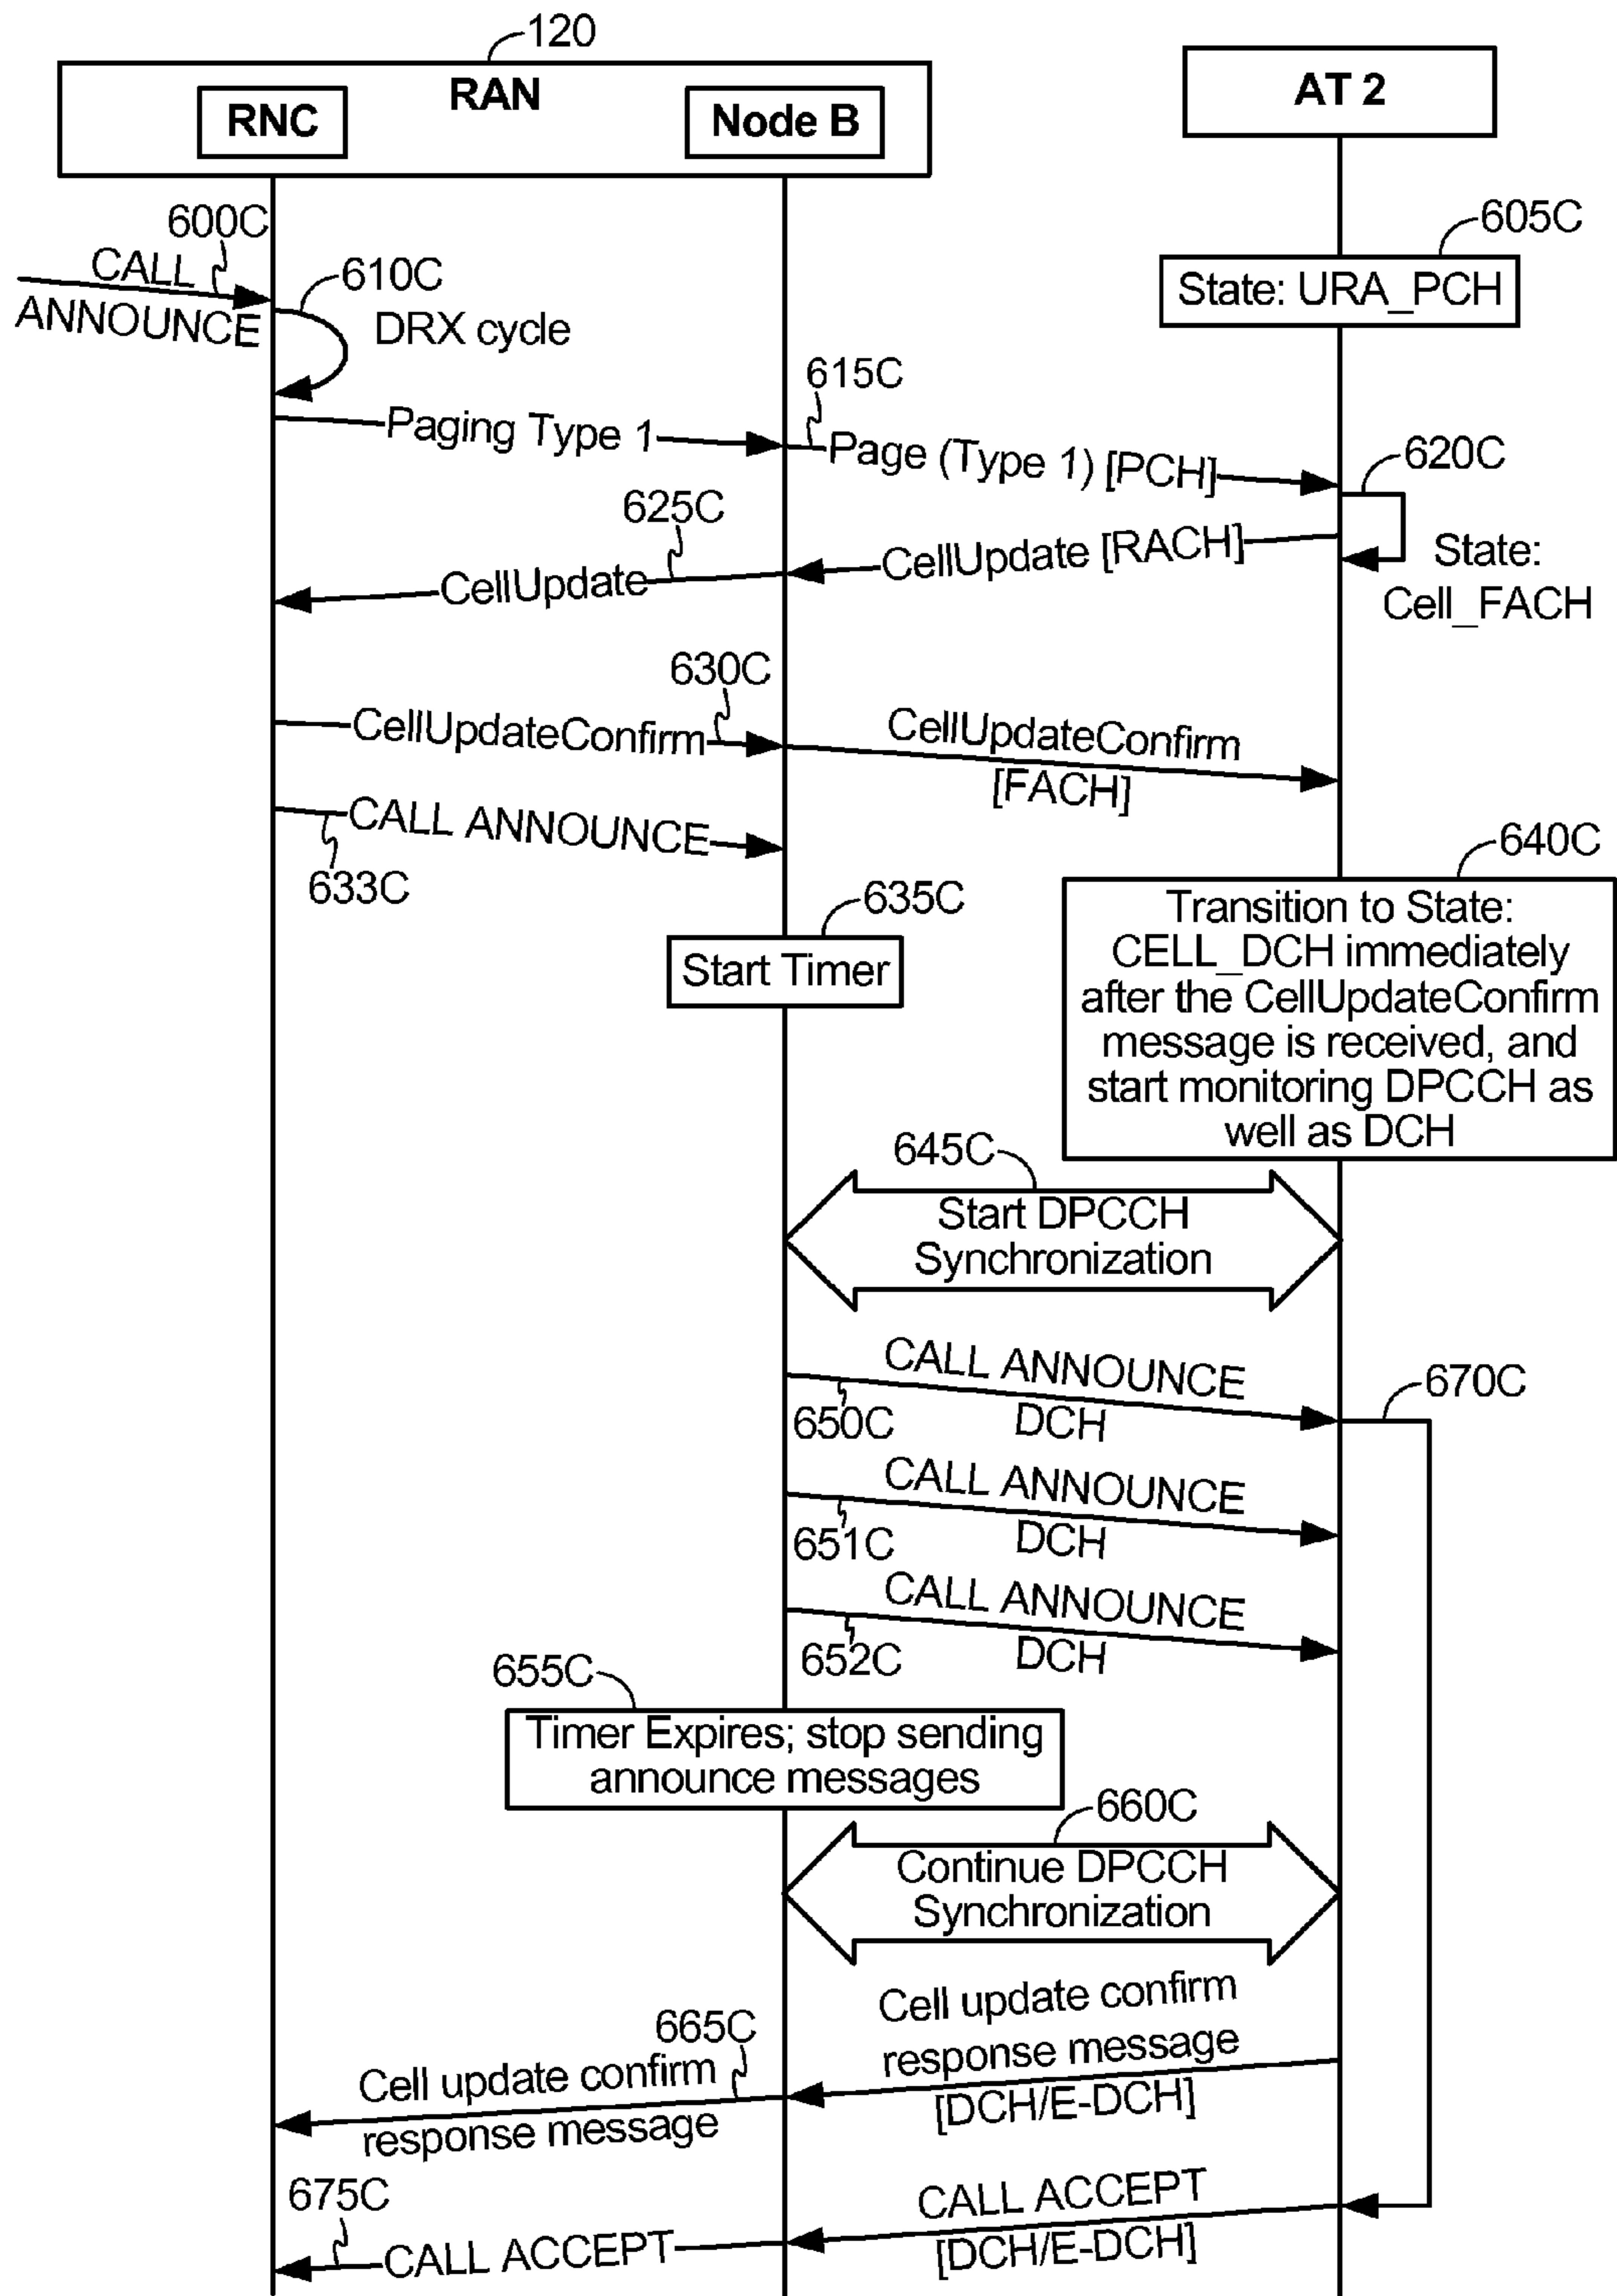 120
RAN
RNC
Node B
AT 2
600C
CALL
ANNOUNCE
605C
State: URA_PCH
610C
DRX cycle
615C
Paging Type 1
Page (Type 1) [PCH]
620C
625C
CellUpdate [RACH]
CellUpdate
State:
Cell_FACH
630C
CellUpdateConfirm
CellUpdateConfirm
[FACH]
CALL ANNOUNCE
633C
635C
Start Timer
640C
Transition to State:
CELL_DCH immediately
after the CellUpdateConfirm
message is received, and
start monitoring DPCCH as
well as DCH
645C
Start DPCCH
Synchronization
CALL ANNOUNCE
650C
DCH
670C
CALL ANNOUNCE
651C
DCH
CALL ANNOUNCE
652C
DCH
655C
Timer Expires; stop sending
announce messages
660C
Continue DPCCH
Synchronization
Cell update confirm
response message
[DCH/E-DCH]
665C
Cell update confirm
response message
CALL ACCEPT
[DCH/E-DCH]
675C
CALL ACCEPT